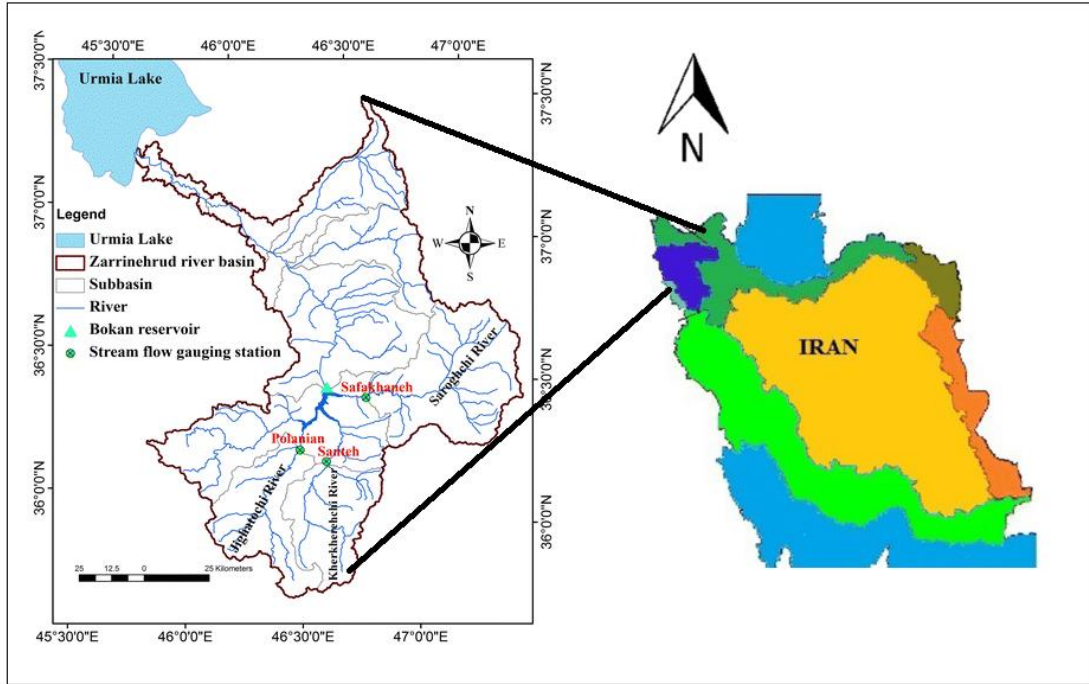 45°30'0"E 46°0'0"E 46°30'0"E 47°0'0"E
37°30'0"N
37°0'0"N
36°30'0"N
36°0'0"N
Urmia Lake
Legend
Urmia Lake
Zarrinehrud river basin
Subbasin
River
Bokan reservoir
Stream flow gauging station
N
W E
S
Safakhaneh
Saroghchi River
Polanian
Santeh
Jighatochi River
Kherkherehchi River
25 12.5 0 25 Kilometers
37°30'0"N
37°0'0"N
36°30'0"N
36°0'0"N
45°30'0"E 46°0'0"E 46°30'0"E 47°0'0"E
N
IRAN